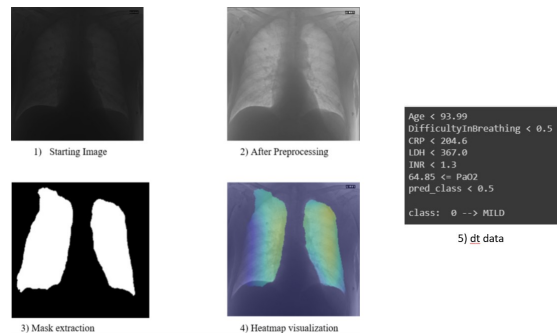 1) Starting Image
2) After Preprocessing
3) Mask extraction
4) Heatmap visualization
Age < 93.99
DifficultyInBreathing < 0.5
CRP < 204.6
LDH < 367.0
INR < 1.3
64.85 <= PaO2
pred_class < 0.5
class: 0 --> MILD
5) dt data